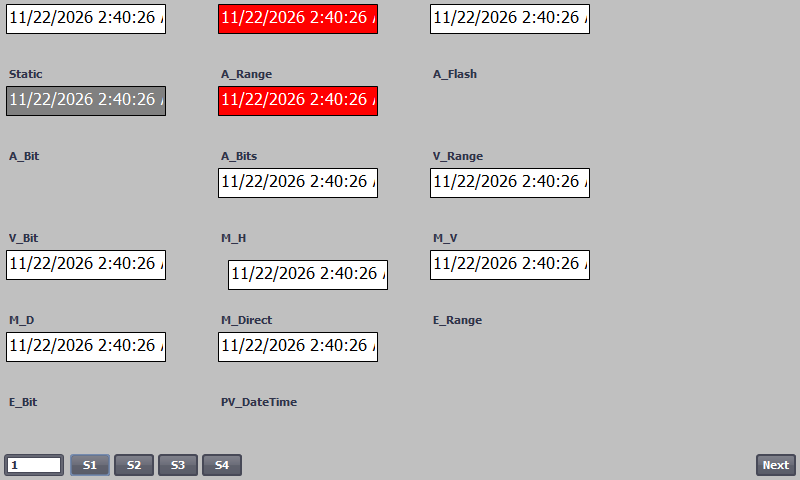 11/22/2026 2:40:26 11/22/2026 2:40:26 11/22/2026 2:40:26
Static A_Range A_Flash
11/22/2026 2:40:26 11/22/2026 2:40:26
A_Bit A_Bits V_Range
11/22/2026 2:40:26 11/22/2026 2:40:26
V_Bit M_H M_V
11/22/2026 2:40:26 11/22/2026 2:40:26 11/22/2026 2:40:26
M_D M_Direct E_Range
11/22/2026 2:40:26 11/22/2026 2:40:26
E_Bit PV_DateTime
1 S1 S2 S3 S4 Next